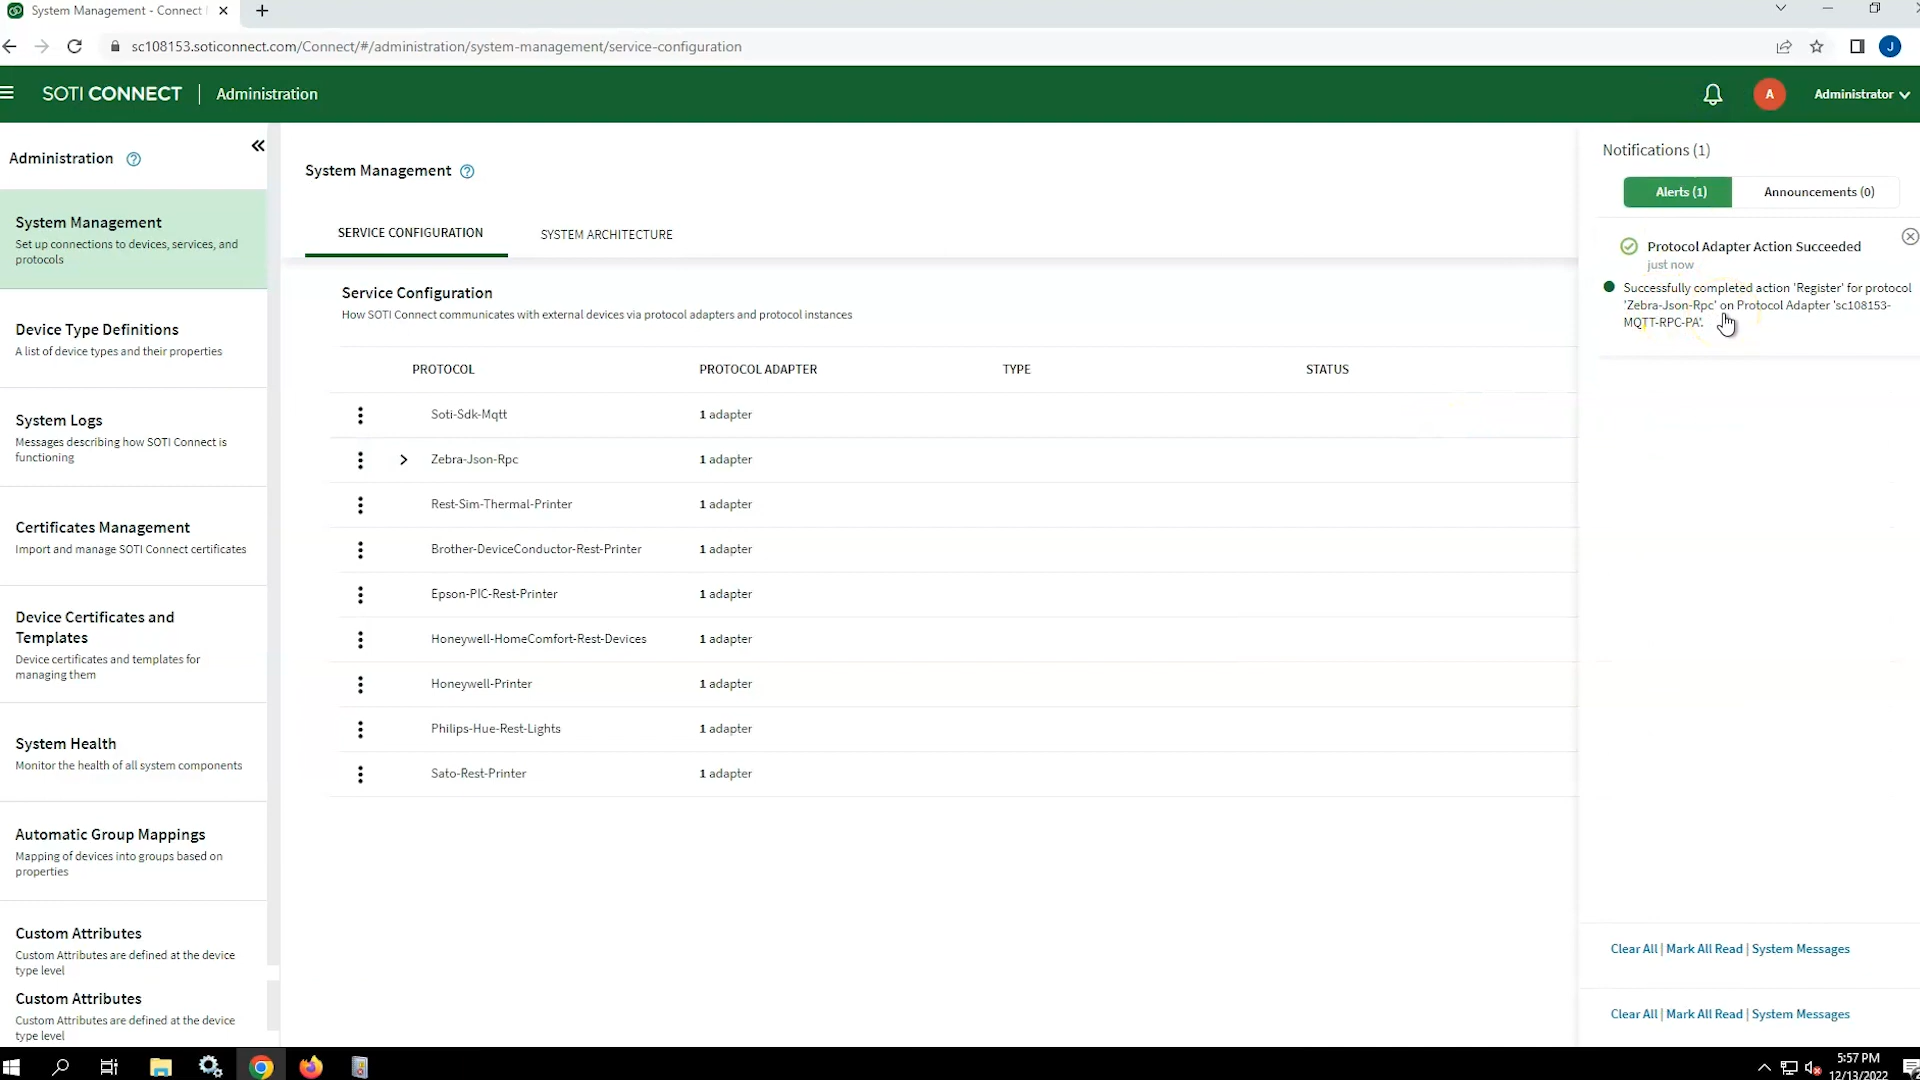 System Management - Connect
sc108153.soticonnect.com/Connect/#/administration/system-management/service-configuration
J
SOTI CONNECT
Administration
A
Administrator
Administration
System Management
Set up connections to devices, services, and
protocols
Device Type Definitions
A list of device types and their properties
System Logs
Messages describing how SOTI Connect is
functioning
Certificates Management
Import and manage SOTI Connect certificates
Device Certificates and
Templates
Device certificates and templates for
managing them
System Health
Monitor the health of all system components
Automatic Group Mappings
Mapping of devices into groups based on
properties
Custom Attributes
Custom Attributes are defined at the device
type level
Custom Attributes
Custom Attributes are defined at the device
type level
System Management
SERVICE CONFIGURATION
SYSTEM ARCHITECTURE
Service Configuration
How SOTI Connect communicates with external devices via protocol adapters and protocol instances
PROTOCOL PROTOCOL ADAPTER TYPE STATUS
Soti-Sdk-Mqtt 1 adapter
Zebra-Json-Rpc 1 adapter
Rest-Sim-Thermal-Printer 1 adapter
Brother-DeviceConductor-Rest-Printer 1 adapter
Epson-PIC-Rest-Printer 1 adapter
Honeywell-HomeComfort-Rest-Devices 1 adapter
Honeywell-Printer 1 adapter
Philips-Hue-Rest-Lights 1 adapter
Sato-Rest-Printer 1 adapter
Notifications (1)
Alerts (1)
Announcements (0)
Protocol Adapter Action Succeeded
just now
Successfully completed action 'Register' for protocol
'Zebra-Json-Rpc' on Protocol Adapter 'sc108153-
MQTT-RPC-PA'.
Clear All | Mark All Read | System Messages
Clear All | Mark All Read | System Messages
5:57 PM
12/13/2022